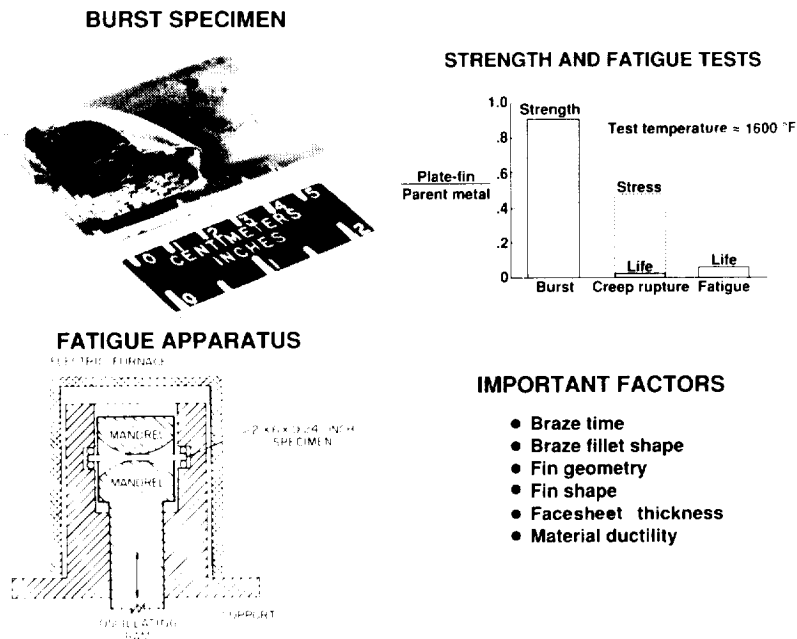 BURST SPECIMEN
0 1 2 3 4 5
CENTIMETERS
INCHES
0 1 2
STRENGTH AND FATIGUE TESTS
1.0
.8
.6
.4
.2
0
Plate-fin
Parent metal
Strength
Test temperature = 1600 °F
Stress
Life
Life
Burst
Creep rupture
Fatigue
FATIGUE APPARATUS
ELECTRIC FURNACE
MANDREL
MANDREL
INCH
SPECIMEN
SUPPORT
OSCILLATING
RAM
IMPORTANT FACTORS
● Braze time
● Braze fillet shape
● Fin geometry
● Fin shape
● Facesheet thickness
● Material ductility